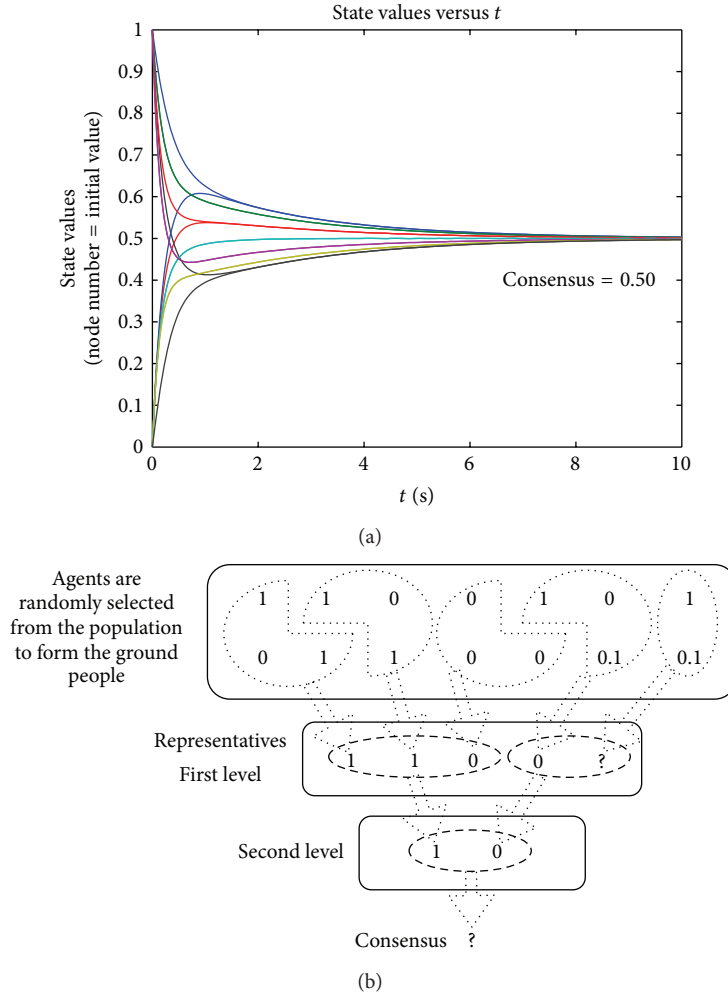 State values versus t
State values
(node number = initial value)
1
0.9
0.8
0.7
0.6
0.5
0.4
0.3
0.2
0.1
0
Consensus = 0.50
0 2 4 6 8 10
t (s)
(a)
Agents are
randomly selected
from the population
to form the ground
people
1 1 0 0 1 0 1
0 1 1 0 0 0.1 0.1
Representatives
First level
1 1 0 0 ?
Second level
1 0
Consensus ?
(b)